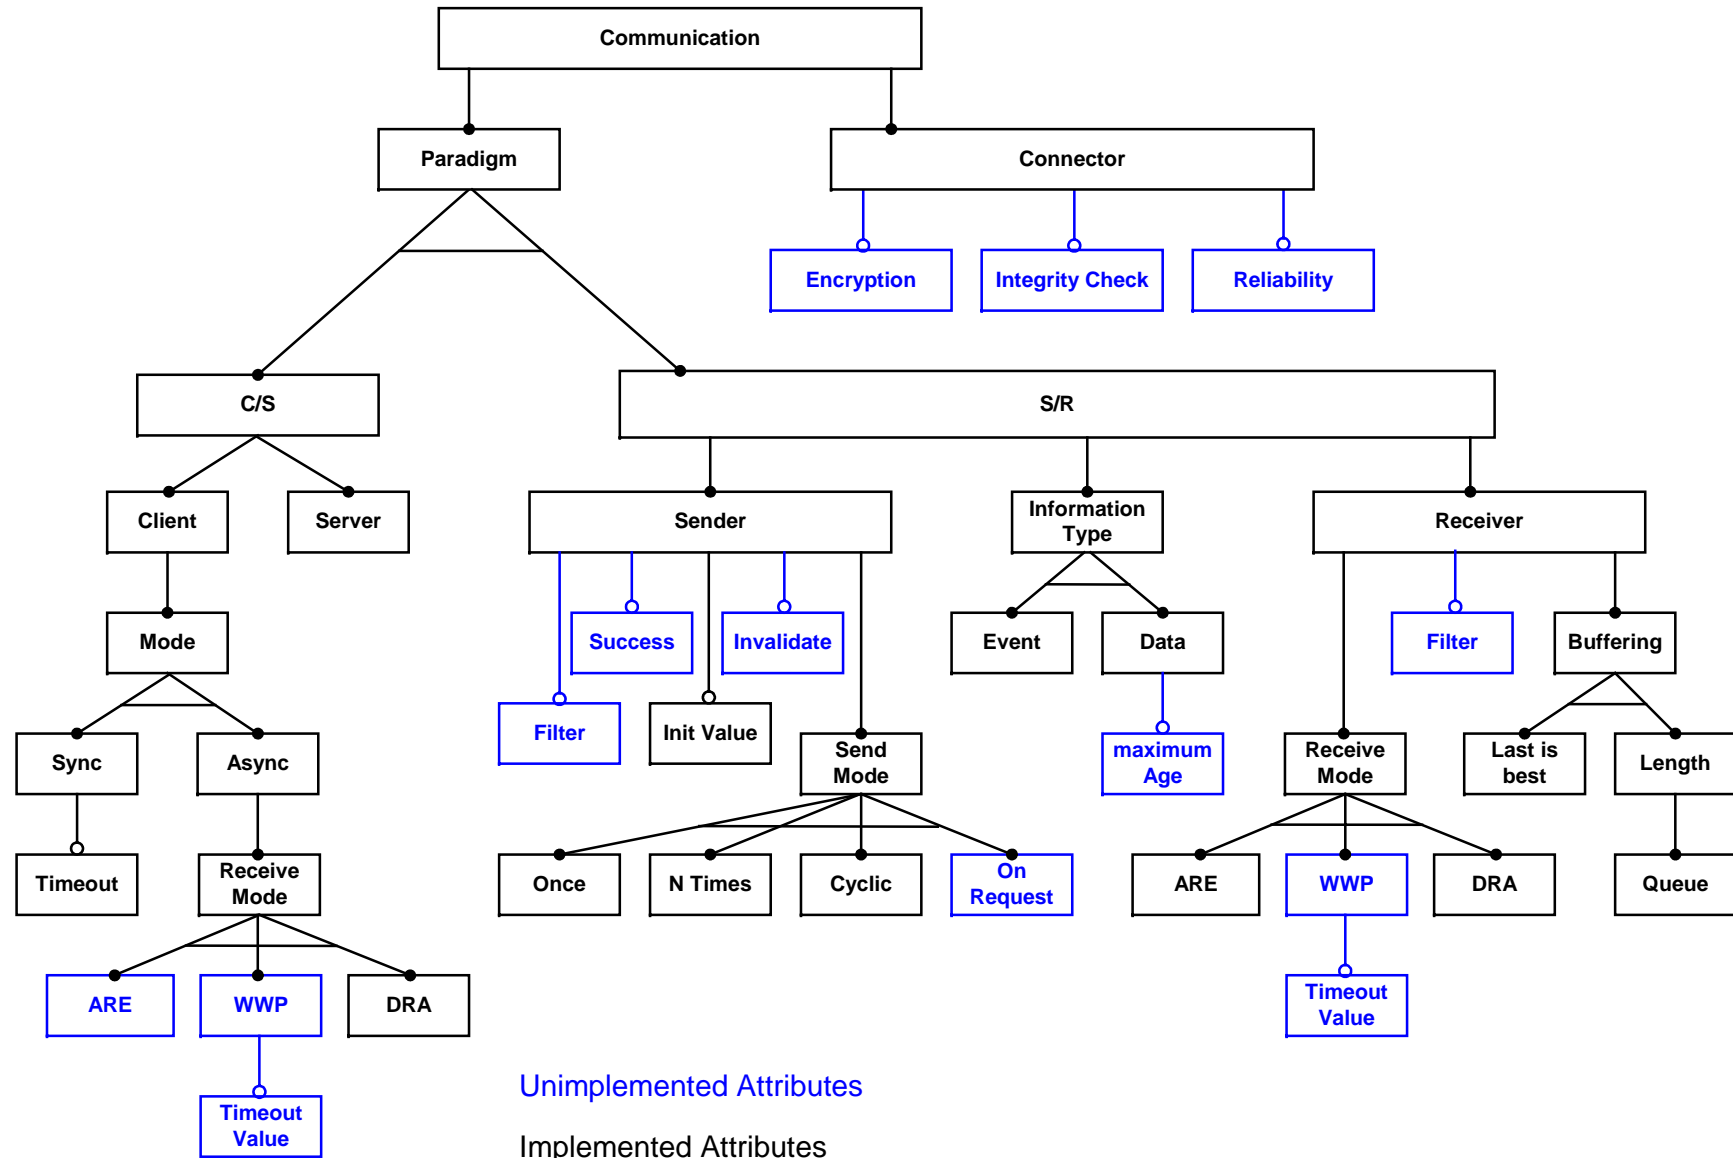 Communication
Paradigm
Connector
Encryption
Integrity Check
Reliability
C/S
S/R
Client
Server
Sender
Information
Type
Receiver
Mode
Success
Invalidate
Event
Data
Filter
Buffering
Sync
Async
Filter
Init Value
Send
Mode
maximum
Age
Receive
Mode
Last is
best
Length
Timeout
Receive
Mode
Once
N Times
Cyclic
On
Request
ARE
WWP
DRA
Queue
ARE
WWP
DRA
Timeout
Value
Timeout
Value
Unimplemented Attributes
Implemented Attributes